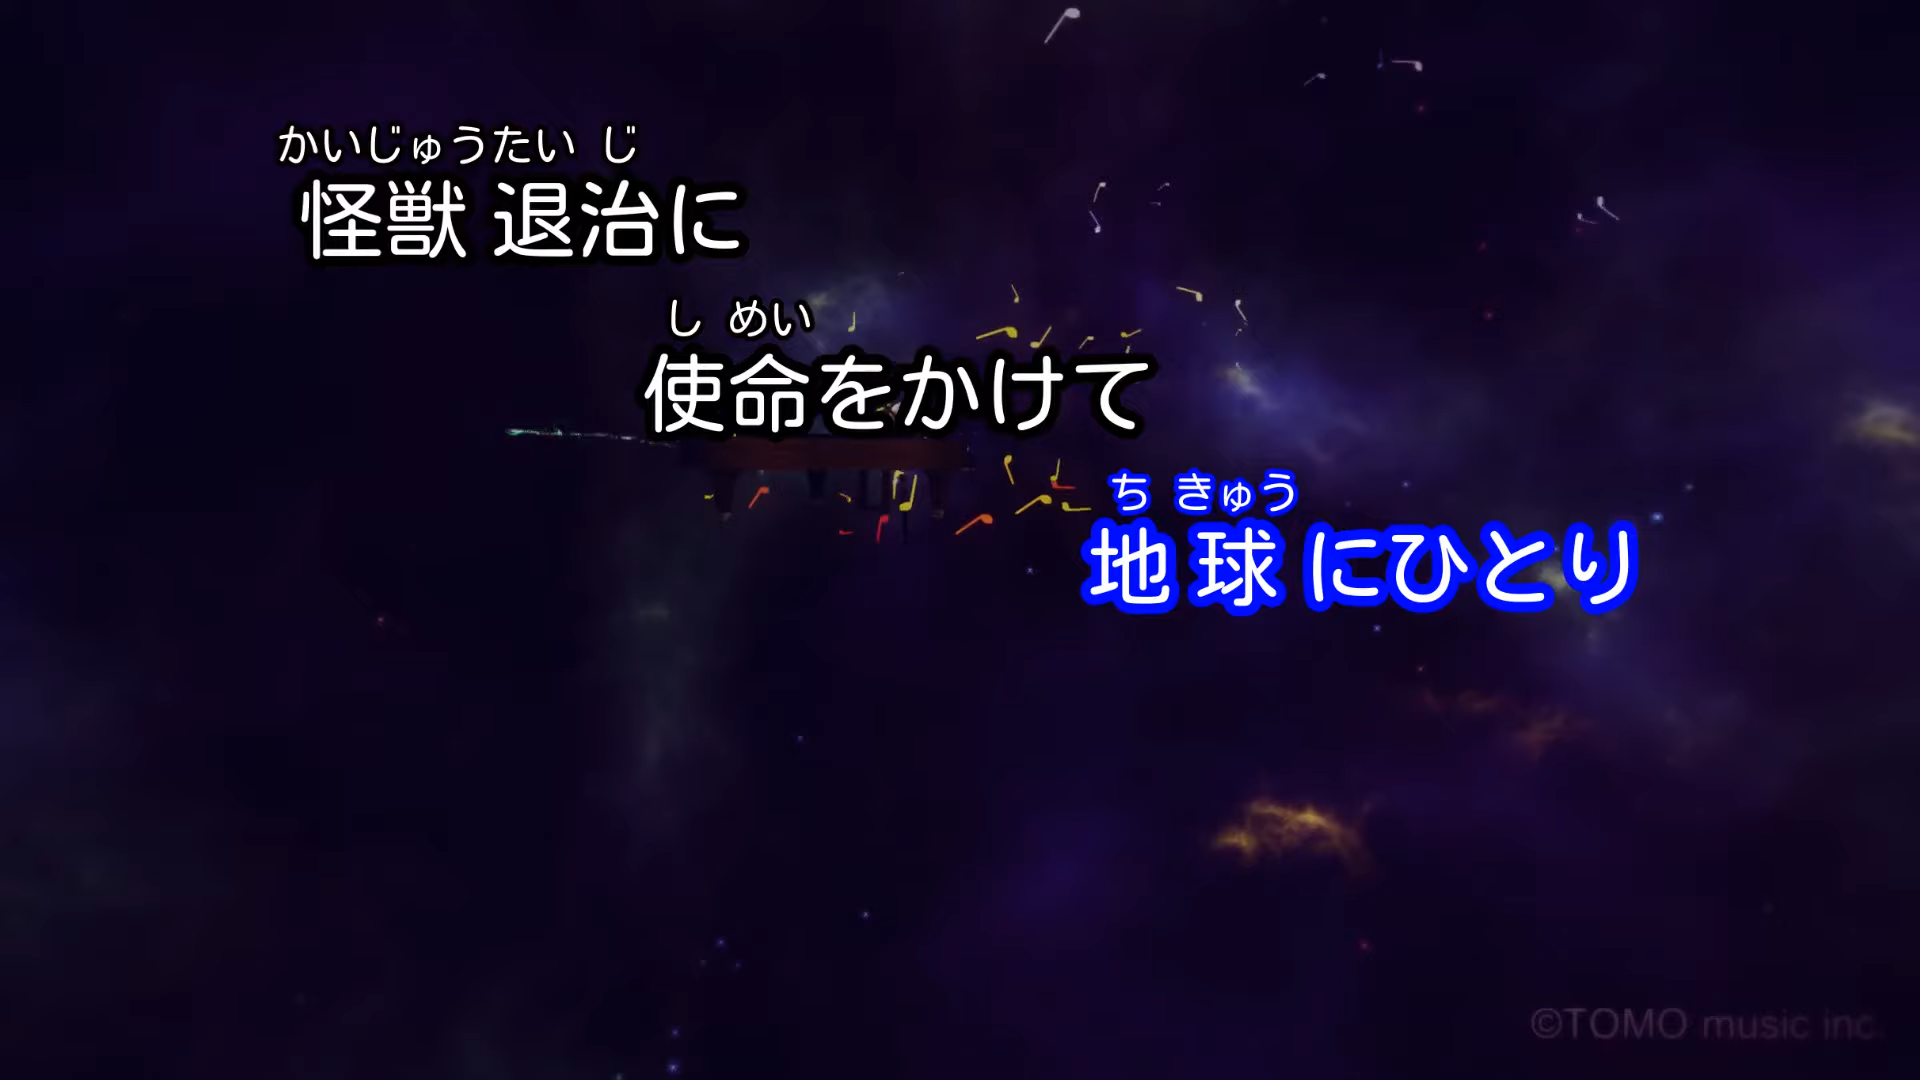 かいじゅうたい じ
怪獣 退治に
し めい
使命をかけて
ち きゅう
地 球 にひとり
©TOMO music inc.